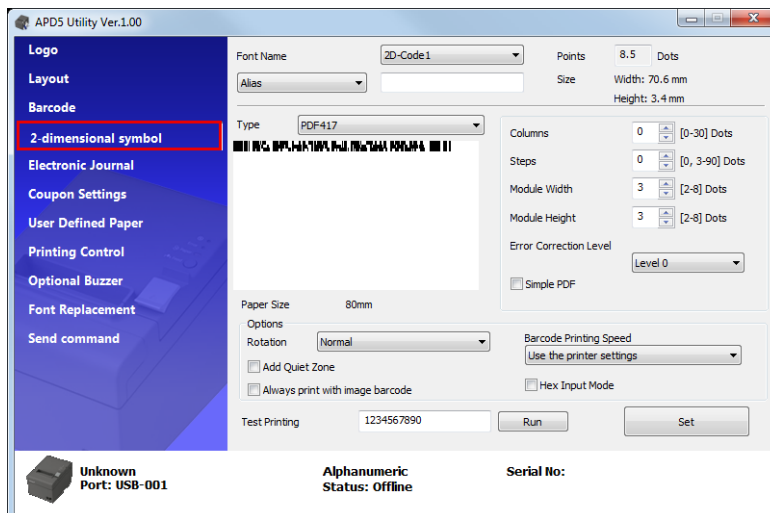 APD5 Utility Ver.1.00
Logo
Layout
Barcode
2-dimensional symbol
Electronic Journal
Coupon Settings
User Defined Paper
Printing Control
Optional Buzzer
Font Replacement
Send command
Font Name 2D-Code1 Points 8.5 Dots
Alias Size Width: 70.6 mm
Height: 3.4 mm
Type PDF417
Columns 0 [0-30] Dots
Steps 0 [0, 3-90] Dots
Module Width 3 [2-8] Dots
Module Height 3 [2-8] Dots
Error Correction Level
Level 0
Simple PDF
Paper Size 80mm
Options
Rotation Normal
Add Quiet Zone
Always print with image barcode
Barcode Printing Speed
Use the printer settings
Hex Input Mode
Test Printing 1234567890 Run Set
Unknown Alphanumeric Serial No:
Port: USB-001 Status: Offline